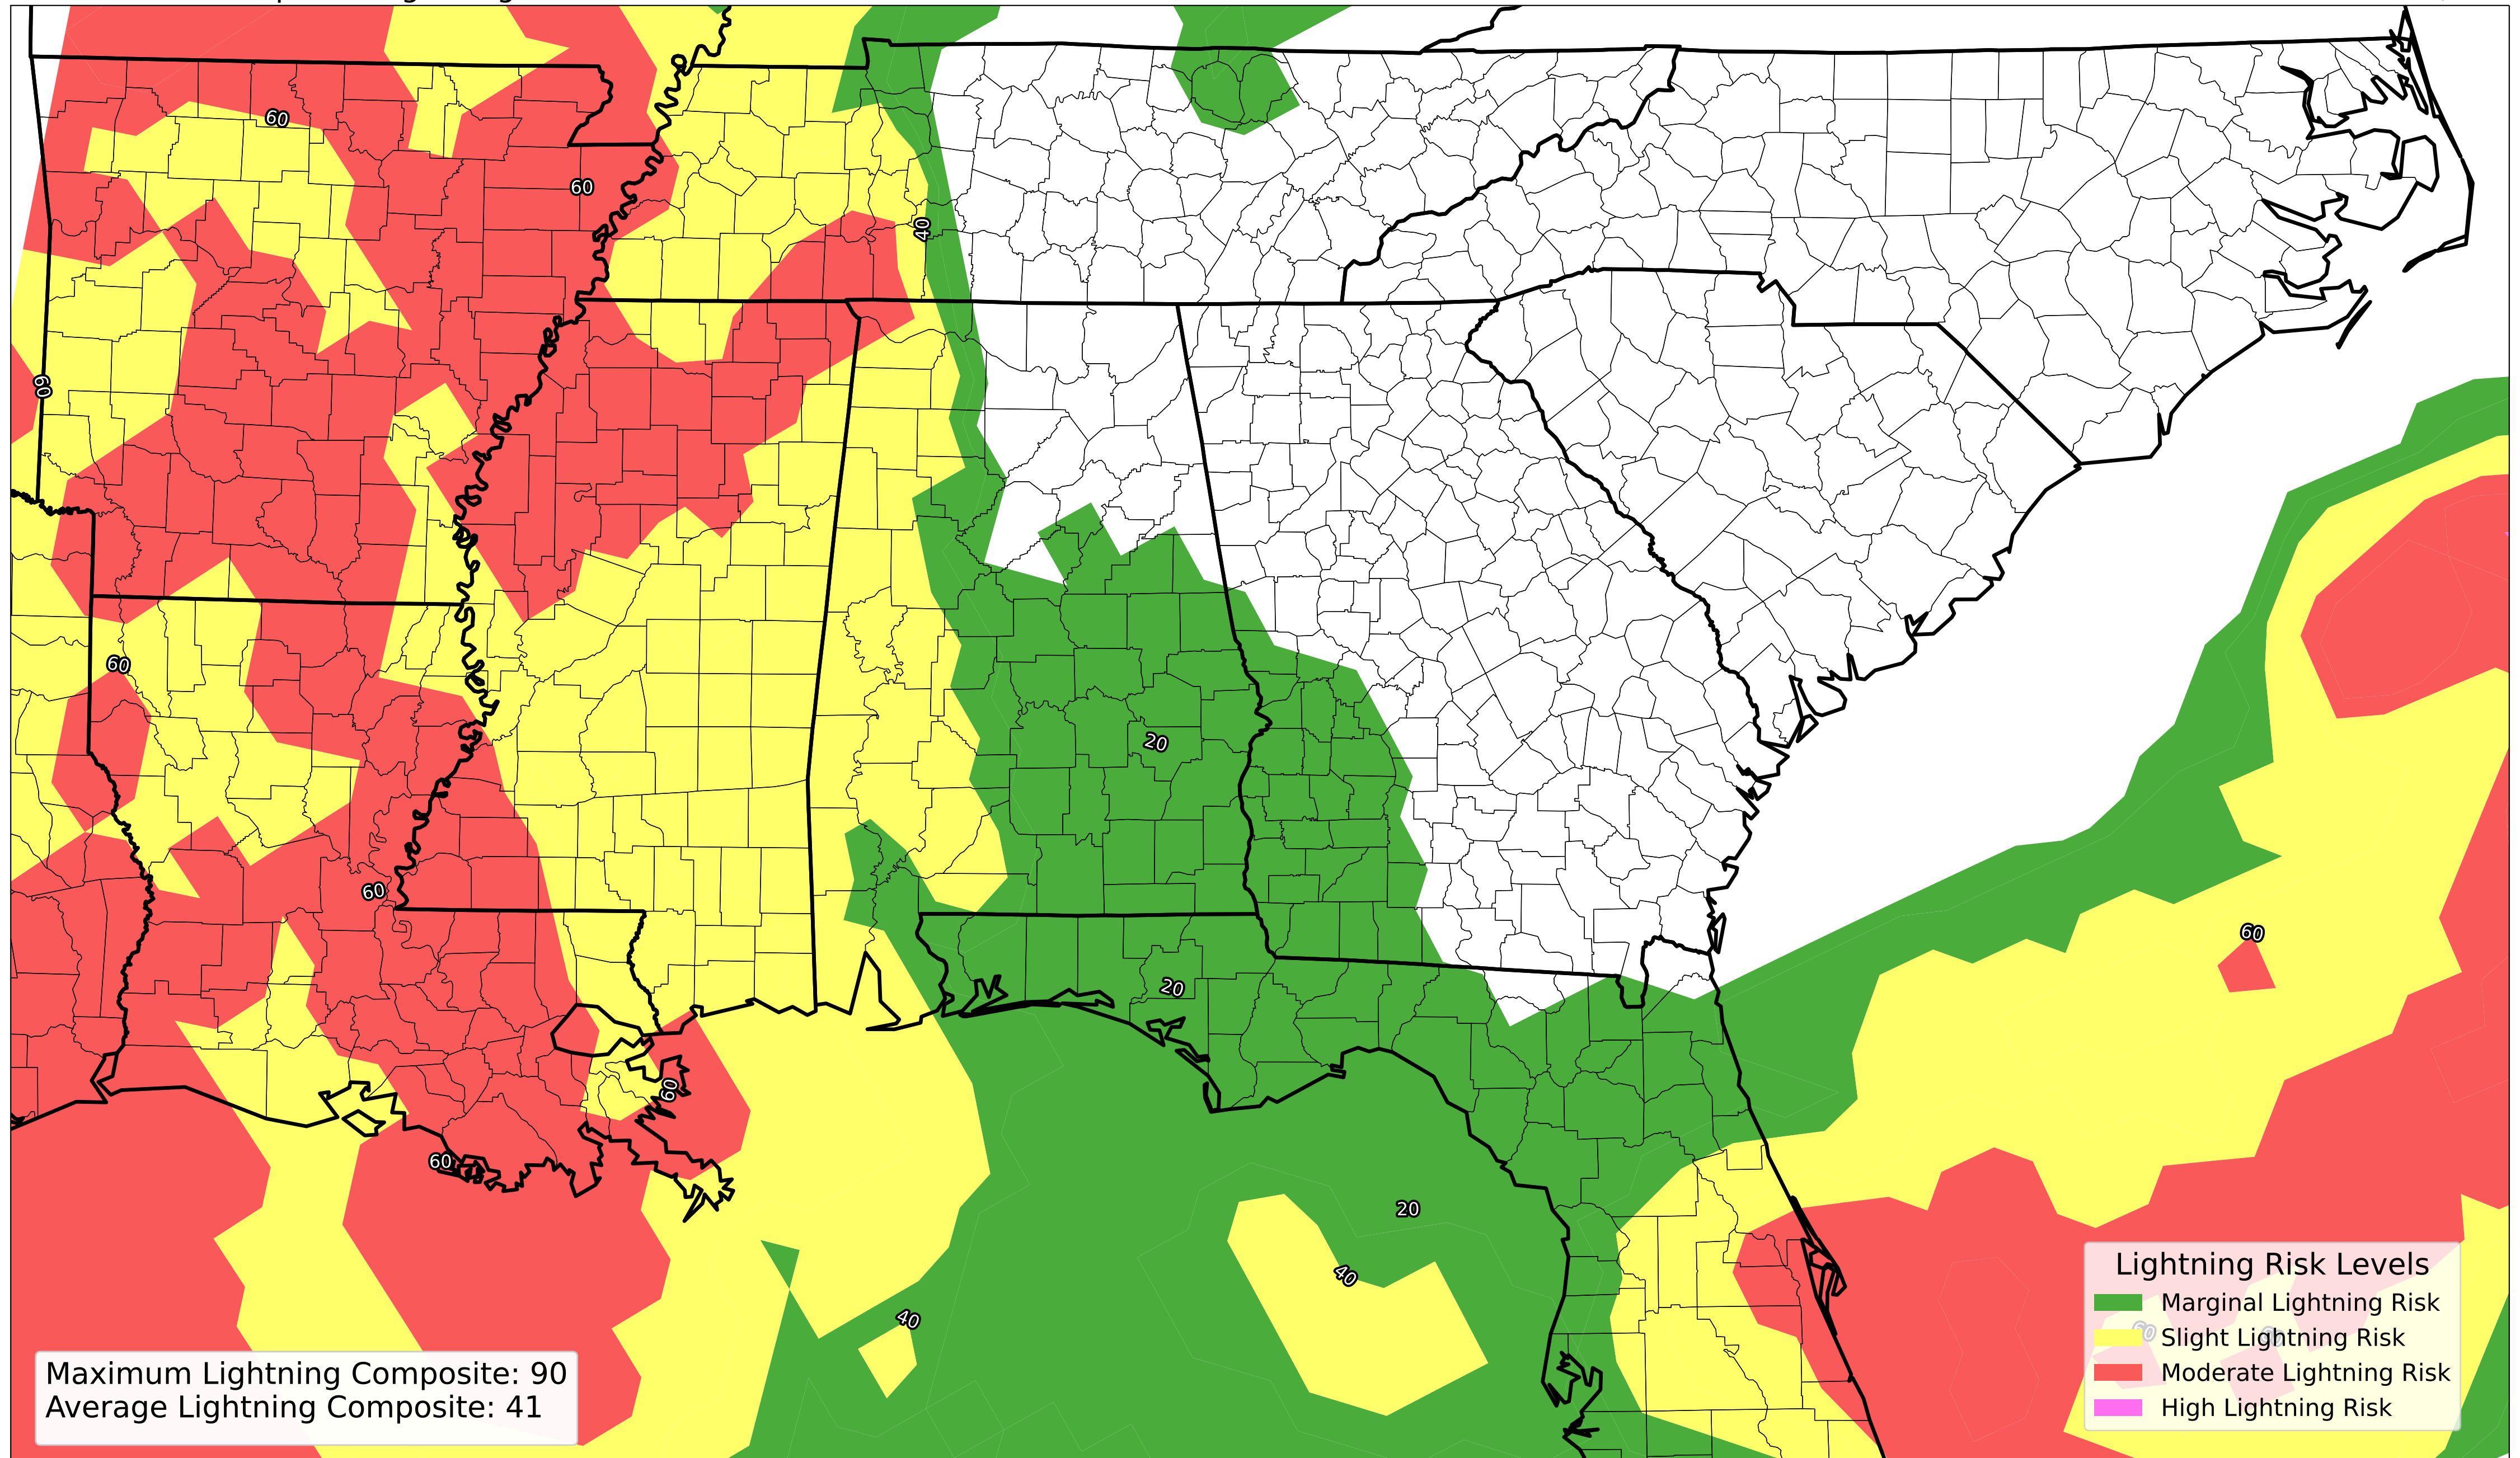 60
60
40
60
60
20
60
60
20
60
60
20
40
40
Lightning Risk Levels
Marginal Lightning Risk
60
Slight Lightning Risk
Moderate Lightning Risk
High Lightning Risk
Maximum Lightning Composite: 90
Average Lightning Composite: 41